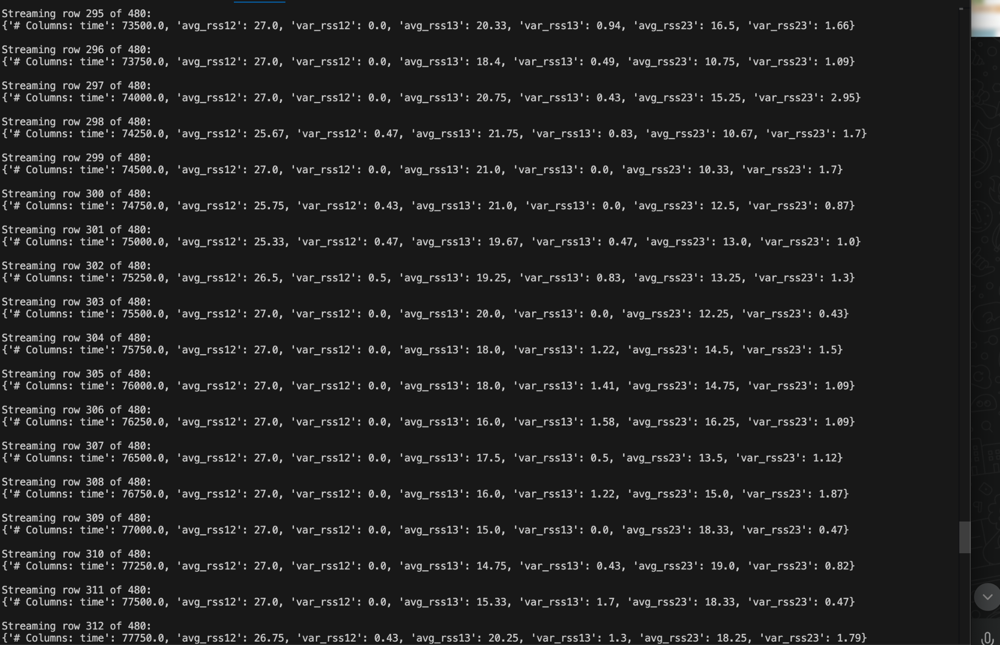 Streaming row 295 of 480:
{'# Columns: time': 73500.0, 'avg_rss12': 27.0, 'var_rss12': 0.0, 'avg_rss13': 20.33, 'var_rss13': 0.94, 'avg_rss23': 16.5, 'var_rss23': 1.66}
Streaming row 296 of 480:
{'# Columns: time': 73750.0, 'avg_rss12': 27.0, 'var_rss12': 0.0, 'avg_rss13': 18.4, 'var_rss13': 0.49, 'avg_rss23': 10.75, 'var_rss23': 1.09}
Streaming row 297 of 480:
{'# Columns: time': 74000.0, 'avg_rss12': 27.0, 'var_rss12': 0.0, 'avg_rss13': 20.75, 'var_rss13': 0.43, 'avg_rss23': 15.25, 'var_rss23': 2.95}
Streaming row 298 of 480:
{'# Columns: time': 74250.0, 'avg_rss12': 25.67, 'var_rss12': 0.47, 'avg_rss13': 21.75, 'var_rss13': 0.83, 'avg_rss23': 10.67, 'var_rss23': 1.7}
Streaming row 299 of 480:
{'# Columns: time': 74500.0, 'avg_rss12': 27.0, 'var_rss12': 0.0, 'avg_rss13': 21.0, 'var_rss13': 0.0, 'avg_rss23': 10.33, 'var_rss23': 1.7}
Streaming row 300 of 480:
{'# Columns: time': 74750.0, 'avg_rss12': 25.75, 'var_rss12': 0.43, 'avg_rss13': 21.0, 'var_rss13': 0.0, 'avg_rss23': 12.5, 'var_rss23': 0.87}
Streaming row 301 of 480:
{'# Columns: time': 75000.0, 'avg_rss12': 25.33, 'var_rss12': 0.47, 'avg_rss13': 19.67, 'var_rss13': 0.47, 'avg_rss23': 13.0, 'var_rss23': 1.0}
Streaming row 302 of 480:
{'# Columns: time': 75250.0, 'avg_rss12': 26.5, 'var_rss12': 0.5, 'avg_rss13': 19.25, 'var_rss13': 0.83, 'avg_rss23': 13.25, 'var_rss23': 1.3}
Streaming row 303 of 480:
{'# Columns: time': 75500.0, 'avg_rss12': 27.0, 'var_rss12': 0.0, 'avg_rss13': 20.0, 'var_rss13': 0.0, 'avg_rss23': 12.25, 'var_rss23': 0.43}
Streaming row 304 of 480:
{'# Columns: time': 75750.0, 'avg_rss12': 27.0, 'var_rss12': 0.0, 'avg_rss13': 18.0, 'var_rss13': 1.22, 'avg_rss23': 14.5, 'var_rss23': 1.5}
Streaming row 305 of 480:
{'# Columns: time': 76000.0, 'avg_rss12': 27.0, 'var_rss12': 0.0, 'avg_rss13': 18.0, 'var_rss13': 1.41, 'avg_rss23': 14.75, 'var_rss23': 1.09}
Streaming row 306 of 480:
{'# Columns: time': 76250.0, 'avg_rss12': 27.0, 'var_rss12': 0.0, 'avg_rss13': 16.0, 'var_rss13': 1.58, 'avg_rss23': 16.25, 'var_rss23': 1.09}
Streaming row 307 of 480:
{'# Columns: time': 76500.0, 'avg_rss12': 27.0, 'var_rss12': 0.0, 'avg_rss13': 17.5, 'var_rss13': 0.5, 'avg_rss23': 13.5, 'var_rss23': 1.12}
Streaming row 308 of 480:
{'# Columns: time': 76750.0, 'avg_rss12': 27.0, 'var_rss12': 0.0, 'avg_rss13': 16.0, 'var_rss13': 1.22, 'avg_rss23': 15.0, 'var_rss23': 1.87}
Streaming row 309 of 480:
{'# Columns: time': 77000.0, 'avg_rss12': 27.0, 'var_rss12': 0.0, 'avg_rss13': 15.0, 'var_rss13': 0.0, 'avg_rss23': 18.33, 'var_rss23': 0.47}
Streaming row 310 of 480:
{'# Columns: time': 77250.0, 'avg_rss12': 27.0, 'var_rss12': 0.0, 'avg_rss13': 14.75, 'var_rss13': 0.43, 'avg_rss23': 19.0, 'var_rss23': 0.82}
Streaming row 311 of 480:
{'# Columns: time': 77500.0, 'avg_rss12': 27.0, 'var_rss12': 0.0, 'avg_rss13': 15.33, 'var_rss13': 1.7, 'avg_rss23': 18.33, 'var_rss23': 0.47}
Streaming row 312 of 480:
{'# Columns: time': 77750.0, 'avg_rss12': 26.75, 'var_rss12': 0.43, 'avg_rss13': 20.25, 'var_rss13': 1.3, 'avg_rss23': 18.25, 'var_rss23': 1.79}